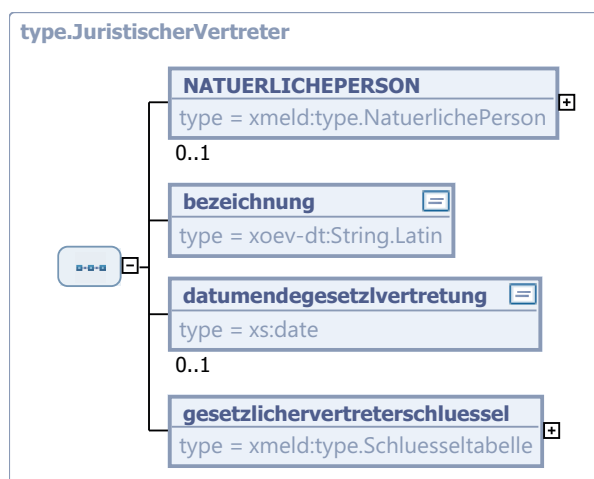 type.JuristischerVertreter
NATUERLICHEPERSON
type = xmeld:type.NatuerlichePerson
0..1
bezeichnung
type = xoev-dt:String.Latin
datumendegesetzlvertretung
type = xs:date
0..1
gesetzlichervertreterschluessel
type = xmeld:type.Schluesseltabelle